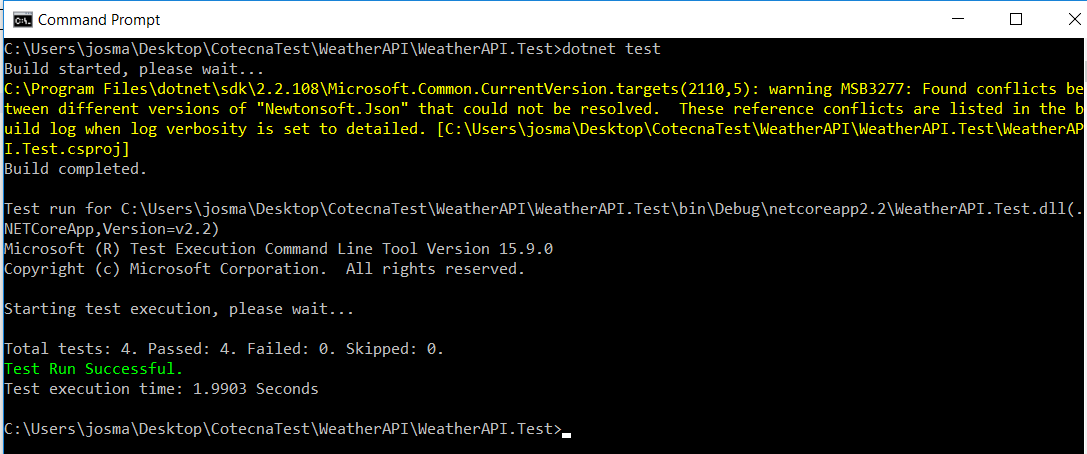 Command Prompt
C:\Users\josma\Desktop\CotecnaTest\WeatherAPI\WeatherAPI.Test>dotnet test
Build started, please wait...
C:\Program Files\dotnet\sdk\2.2.108\Microsoft.Common.CurrentVersion.targets(2110,5): warning MSB3277: Found conflicts be
tween different versions of "Newtonsoft.Json" that could not be resolved.  These reference conflicts are listed in the b
uild log when log verbosity is set to detailed. [C:\Users\josma\Desktop\CotecnaTest\WeatherAPI\WeatherAPI.Test\WeatherAP
I.Test.csproj]
Build completed.
Test run for C:\Users\josma\Desktop\CotecnaTest\WeatherAPI\WeatherAPI.Test\bin\Debug\netcoreapp2.2\WeatherAPI.Test.dll(.
NETCoreApp,Version=v2.2)
Microsoft (R) Test Execution Command Line Tool Version 15.9.0
Copyright (c) Microsoft Corporation.  All rights reserved.
Starting test execution, please wait...
Total tests: 4. Passed: 4. Failed: 0. Skipped: 0.
Test Run Successful.
Test execution time: 1.9903 Seconds
C:\Users\josma\Desktop\CotecnaTest\WeatherAPI\WeatherAPI.Test>